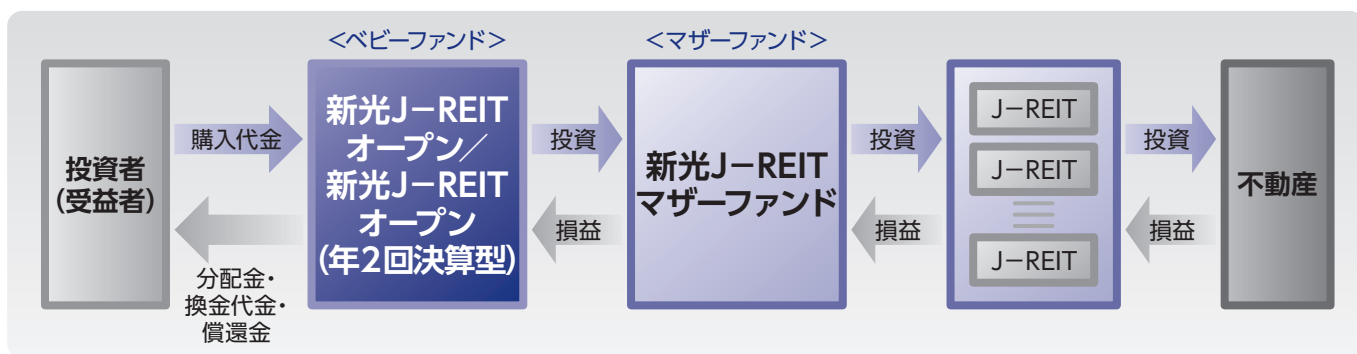 <ベビーファンド>
<マザーファンド>
投資者
(受益者)
購入代金
分配金・
換金代金・
償還金
新光J−REIT
オープン/
新光J−REIT
オープン
(年2回決算型)
投資
損益
新光J−REIT
マザーファンド
投資
損益
J−REIT
J−REIT
J−REIT
投資
損益
不動産